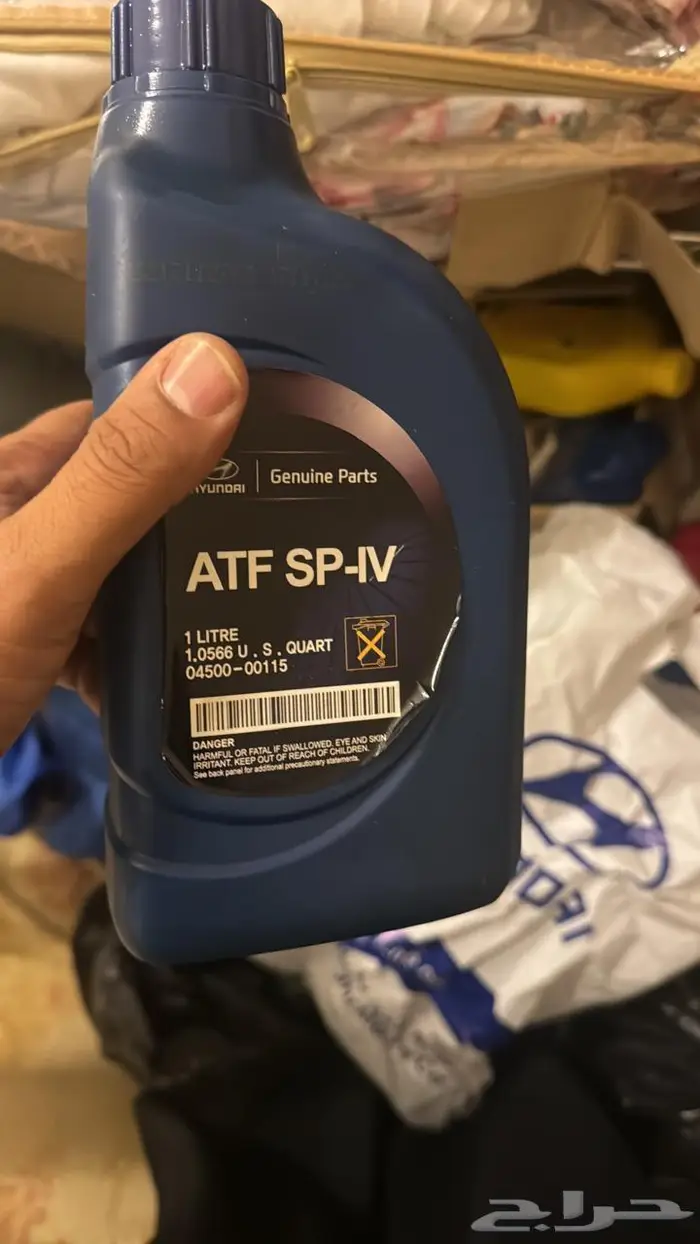 HYUNDAI
Genuine Parts
ATF SP-IV
1 LITRE
1.0566 U . S . QUART
04500-00115
DANGER
HARMFUL OR FATAL IF SWALLOWED. EYE AND SKIN
IRRITANT. KEEP OUT OF REACH OF CHILDREN.
See back panel for additional precautionary statements.
حراج